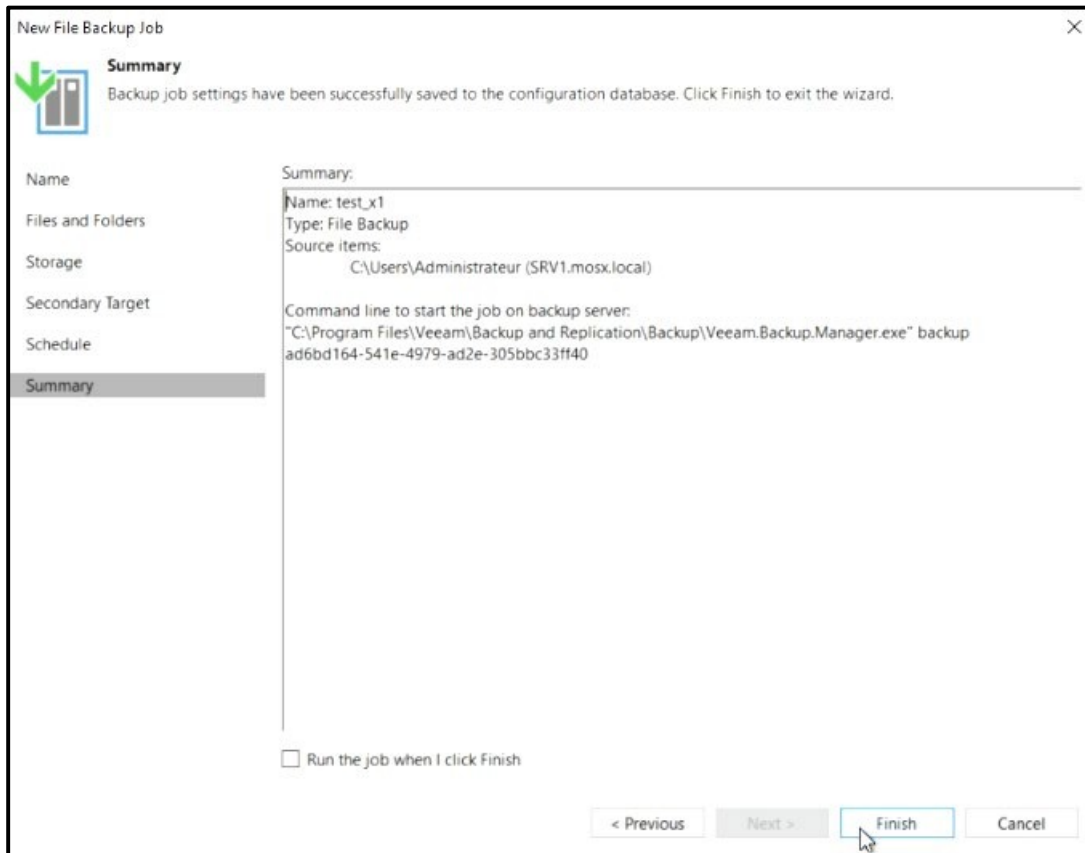 New File Backup Job
Summary
Backup job settings have been successfully saved to the configuration database. Click Finish to exit the wizard.
Name
Files and Folders
Storage
Secondary Target
Schedule
Summary
Summary:
Name: test_x1
Type: File Backup
Source items:
C:\Users\Administrateur (SRV1.mosx.local)
Command line to start the job on backup server:
"C:\Program Files\Veeam\Backup and Replication\Backup\Veeam.Backup.Manager.exe" backup
ad6bd164-541e-4979-ad2e-305bbc33ff40
Run the job when I click Finish
< Previous
Next >
Finish
Cancel